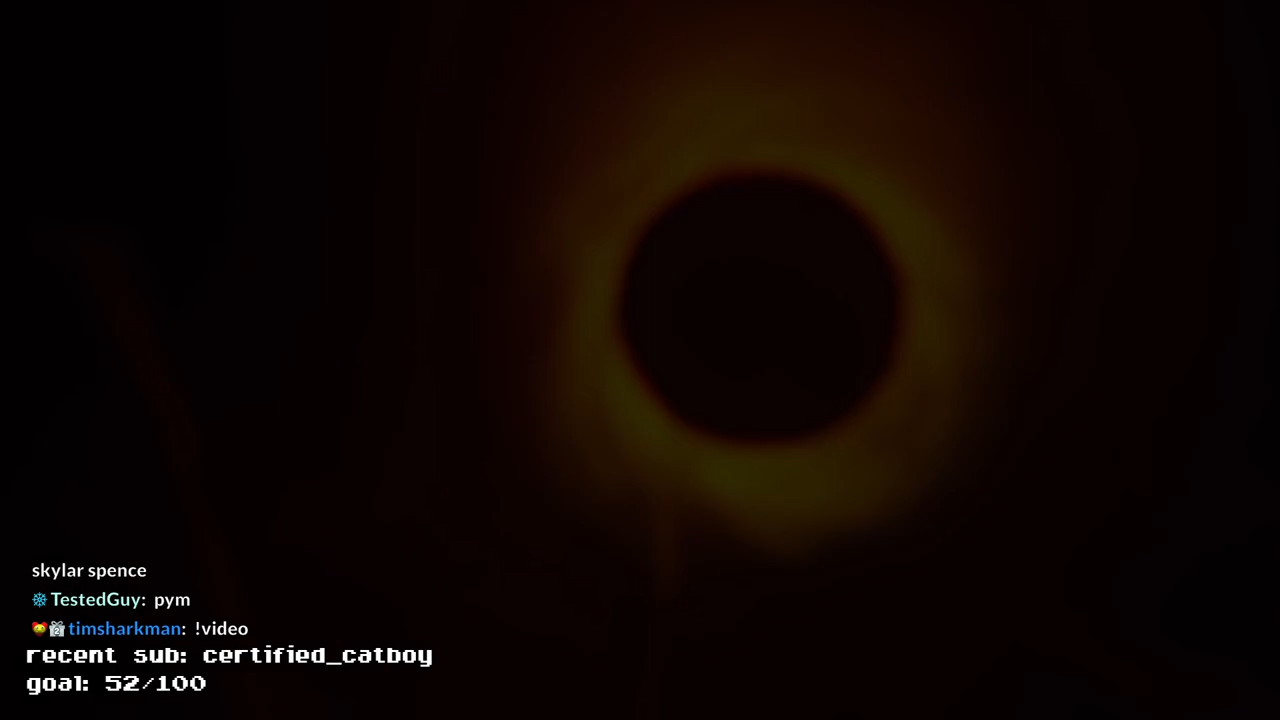 skylar spence
TestedGuy: pym
timsharkman: !video
recent sub: certified_catboy
goal: 52/100